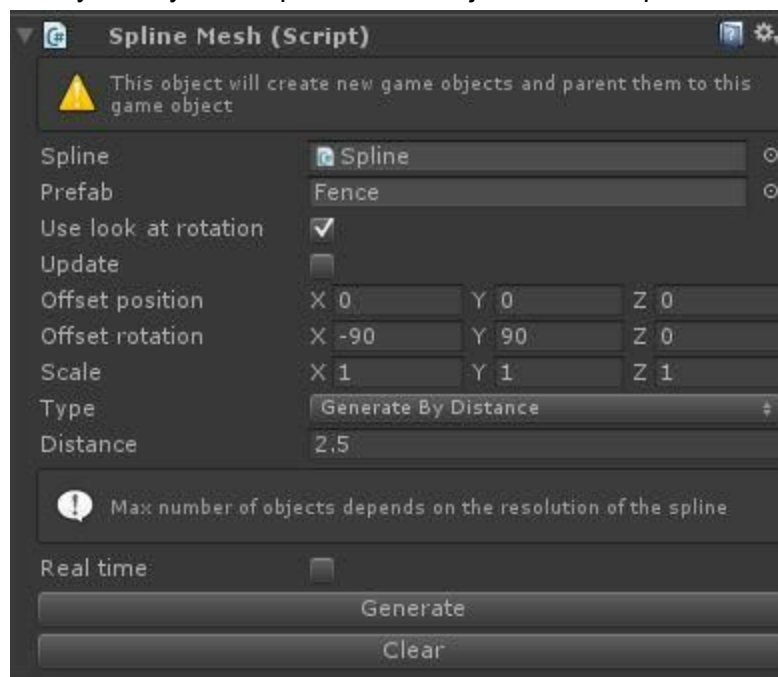 Spline Mesh (Script)
This object will create new game objects and parent them to this
game object
Spline Spline
Prefab Fence
Use look at rotation
Update
Offset position X 0 Y 0 Z 0
Offset rotation X -90 Y 90 Z 0
Scale X 1 Y 1 Z 1
Type Generate By Distance
Distance 2.5
Max number of objects depends on the resolution of the spline
Real time
Generate
Clear